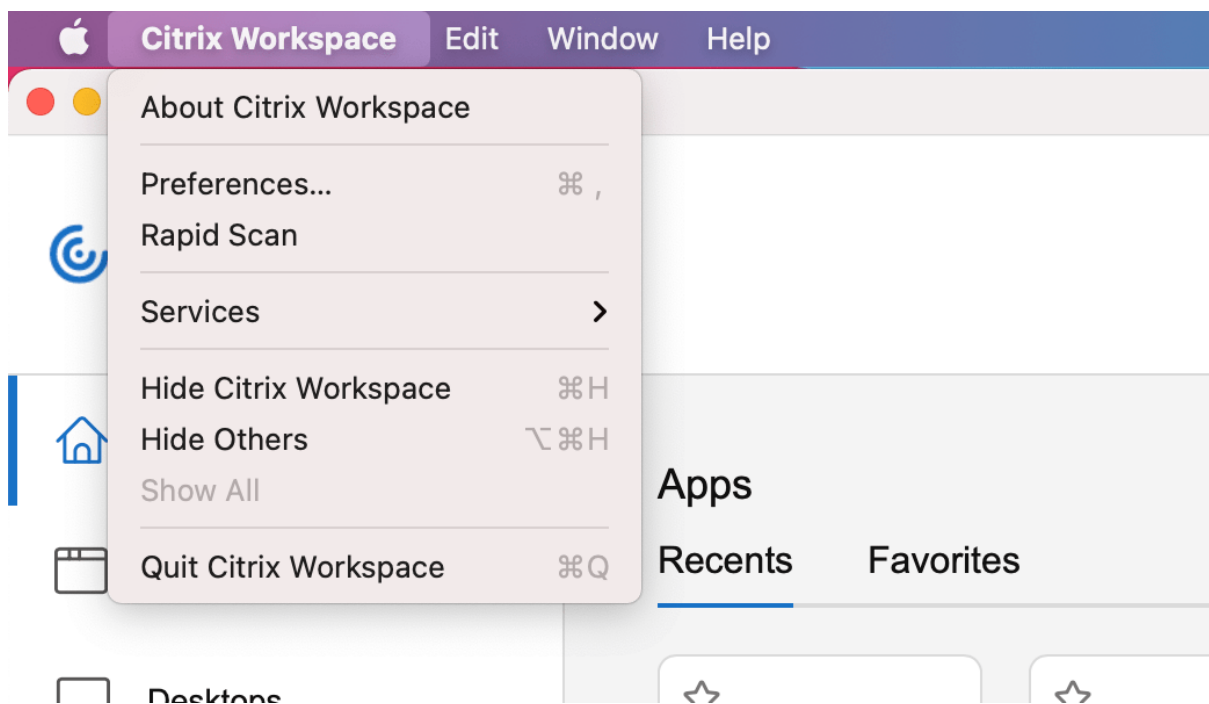 Citrix Workspace Edit Window Help
About Citrix Workspace
Preferences... ⌘ ,
Rapid Scan
Services
Hide Citrix Workspace ⌘H
Hide Others ⌥⌘H
Show All
Quit Citrix Workspace ⌘Q
Apps
Recents Favorites
Desktops